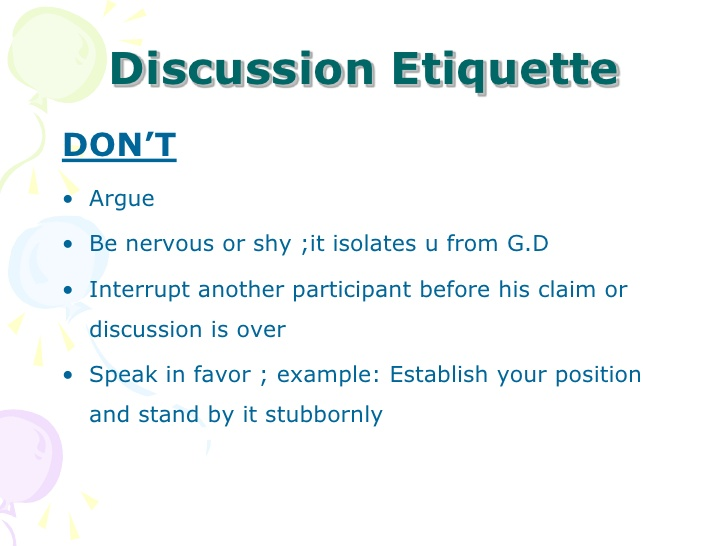 Discussion Etiquette
DON’T
• Argue
• Be nervous or shy ;it isolates u from G.D
• Interrupt another participant before his claim or
discussion is over
• Speak in favor ; example: Establish your position
and stand by it stubbornly